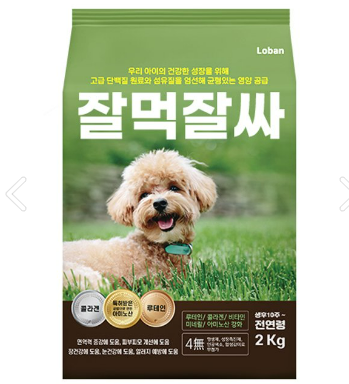 Loban
우리 아이의 건강한 성장을 위해
고급 단백질 원료와 섬유질을 엄선해 균형있는 영양 공급
잘먹잘싸
콜라겐
특허받은
아미노산
루테인
루테인/ 콜라겐/ 비타민
미네랄/ 아미노산 강화
생후10주~
전연령
2 Kg
4無
면역력 증강에 도움, 피부모로 개선에 도움
장건강에 도움, 눈건강에 도움, 알러지 예방에 도움